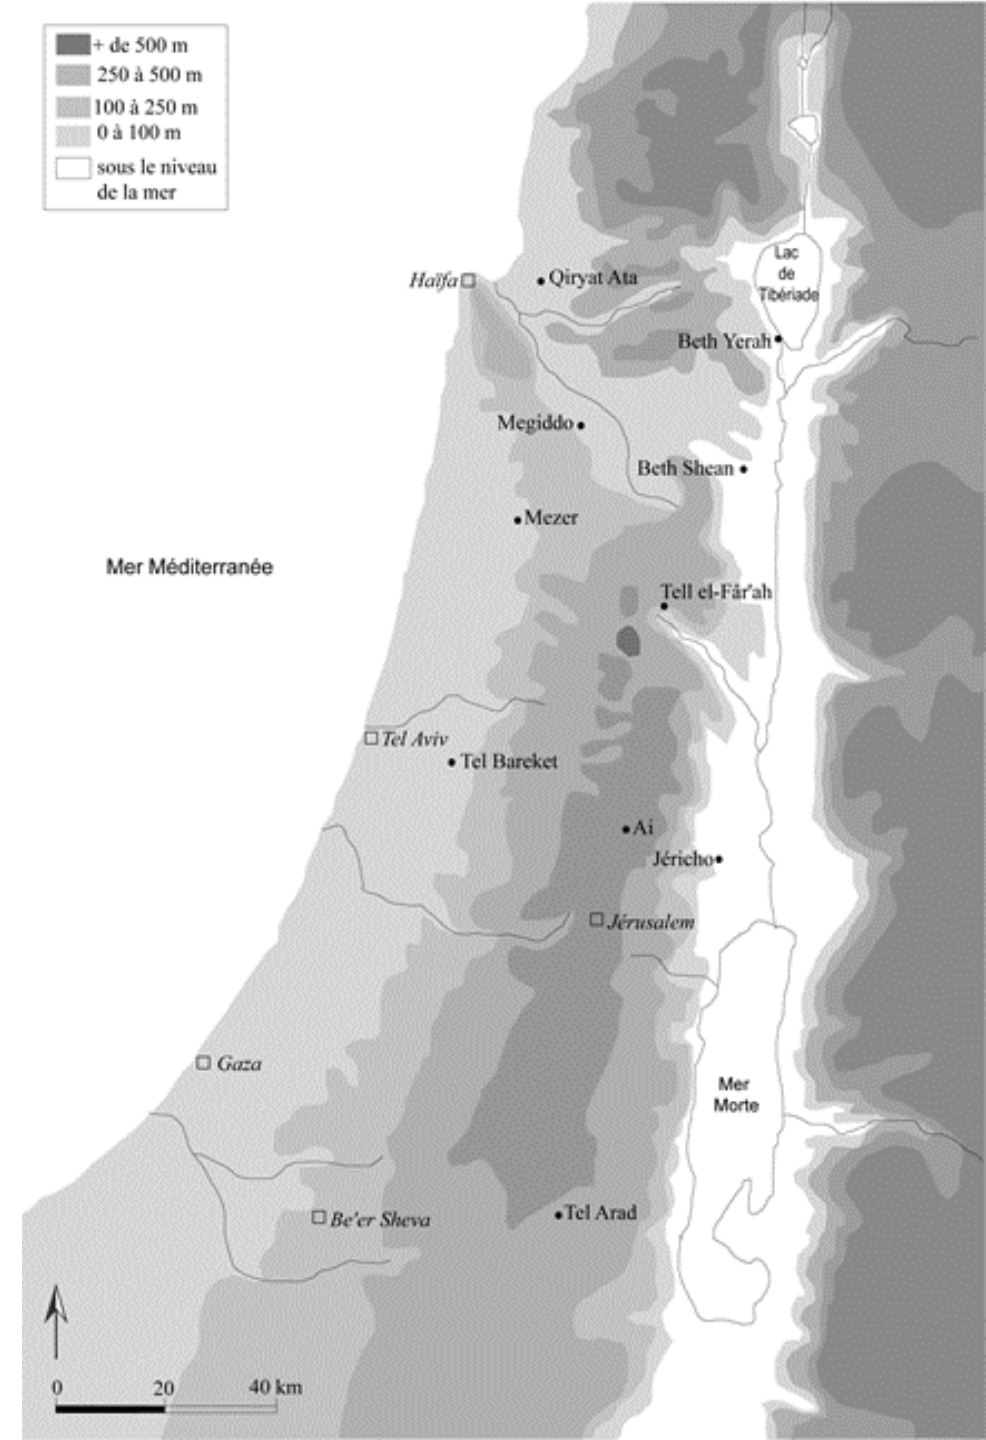 + de 500 m
250 à 500 m
100 à 250 m
0 à 100 m
sous le niveau
de la mer
Lac
de
Tibériade
Haïfa
Qiryat Ata
Beth Yerah
Megiddo
Beth Shean
Mezer
Mer Méditerranée
Tell el-Fâr'ah
Tel Aviv
Tel Bareket
Ai
Jéricho
Jérusalem
Gaza
Mer
Morte
Tel Arad
Be'er Sheva
0 20 40 km